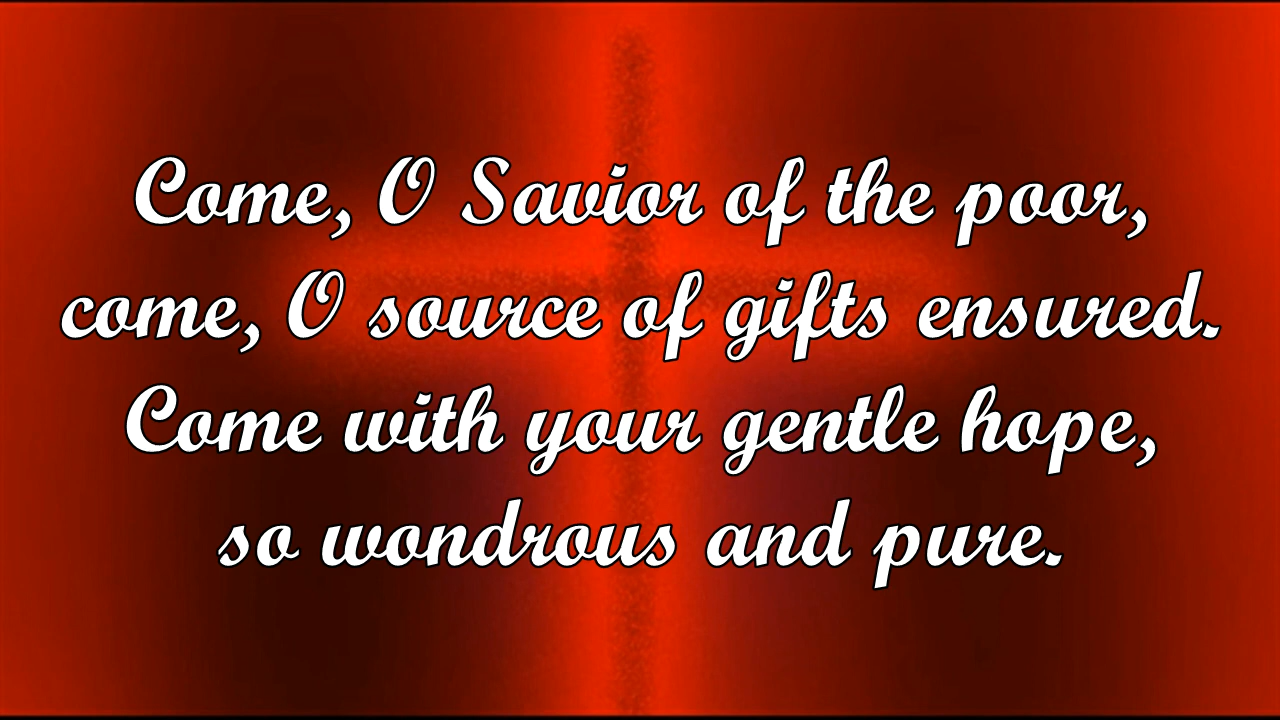 Come, O Savior of the poor,
come, O source of gifts ensured.
Come with your gentle hope,
so wondrous and pure.